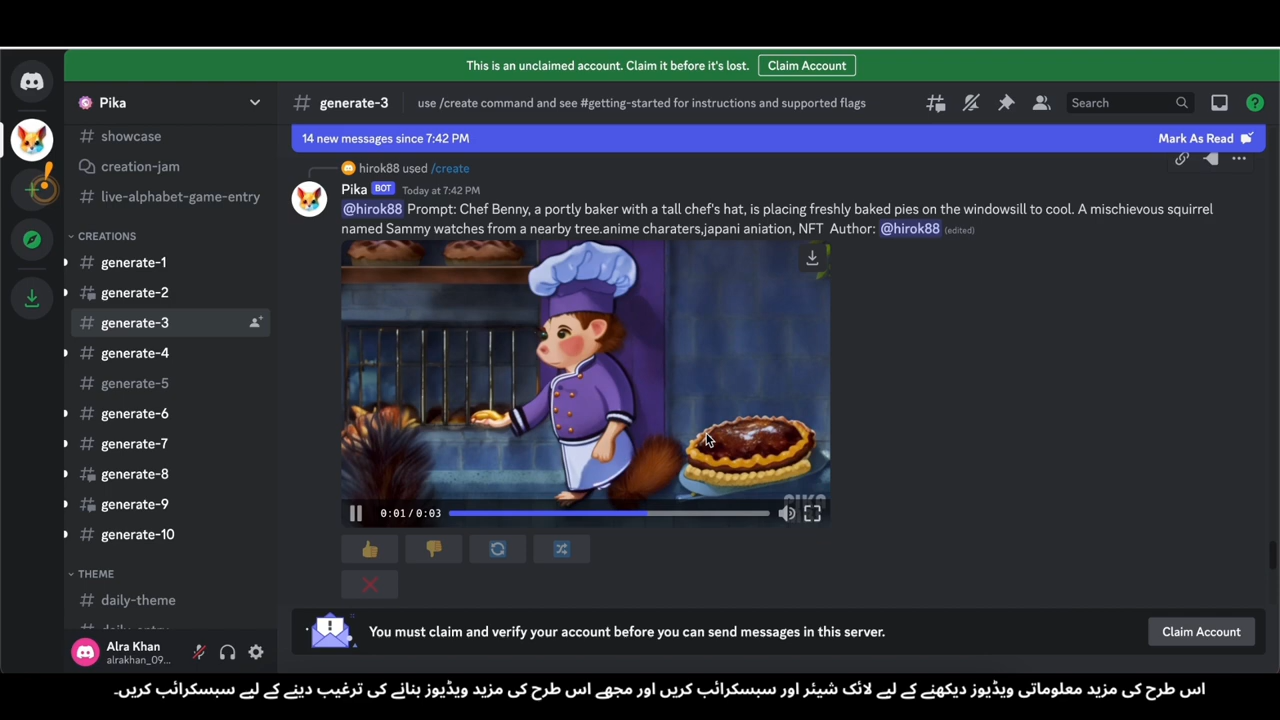 This is an unclaimed account. Claim it before it's lost. Claim Account
Pika
generate-3
use /create command and see #getting-started for instructions and supported flags
Search
showcase
creation-jam
live-alphabet-game-entry
CREATIONS
generate-1
generate-2
generate-3
generate-4
generate-5
generate-6
generate-7
generate-8
generate-9
generate-10
THEME
daily-theme
Alra Khan
alrakhan_09...
14 new messages since 7:42 PM
Mark As Read
hirok88 used /create
Pika BOT Today at 7:42 PM
@hirok88 Prompt: Chef Benny, a portly baker with a tall chef's hat, is placing freshly baked pies on the windowsill to cool. A mischievous squirrel
named Sammy watches from a nearby tree.anime charaters,japani aniation, NFT Author: @hirok88 (edited)
PIKA
0:01 / 0:03
You must claim and verify your account before you can send messages in this server.
Claim Account
اس طرح کی مزید معلوماتی ویڈیوز دیکھنے کے لیے لائک شیئر اور سبسکرائب کریں اور مجھے اس طرح کی مزید ویڈیوز بنانے کی ترغیب دینے کے لیے سبسکرائب کریں۔